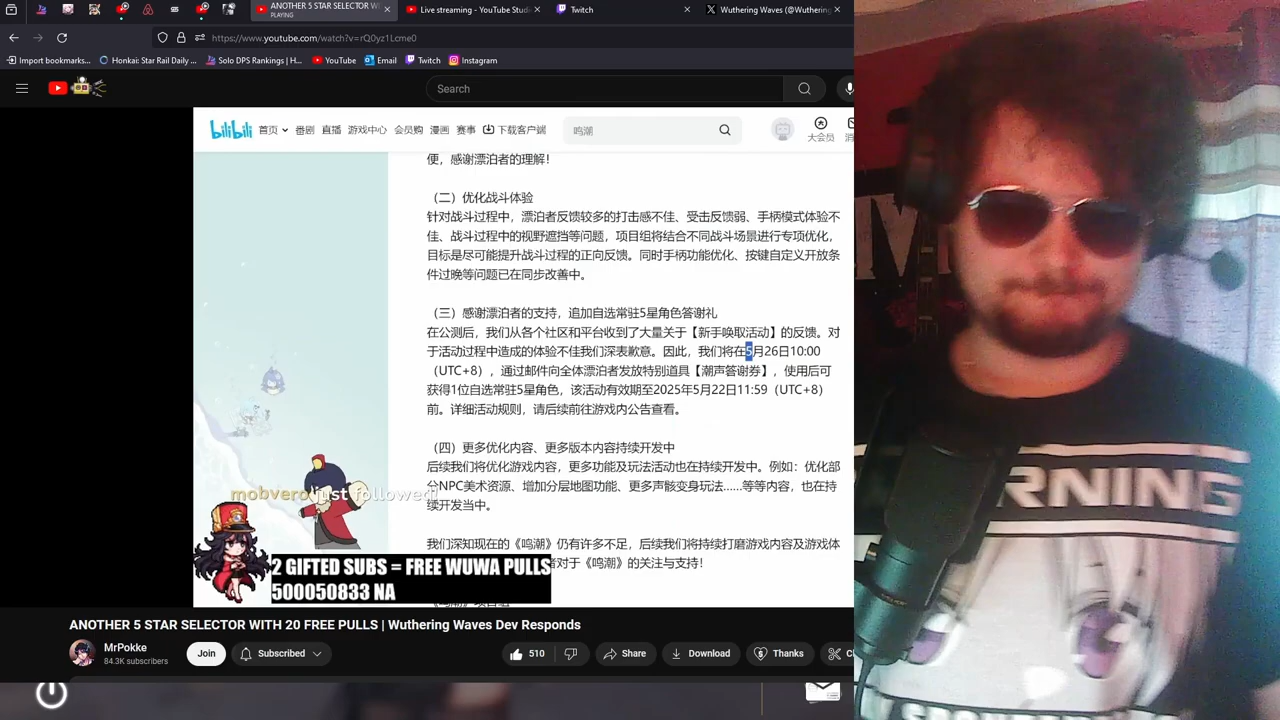 ANOTHER 5 STAR SELECTOR W
PLAYING
Live streaming - YouTube Stud
Twitch
Wuthering Waves (@Wuthering
https://www.youtube.com/watch?v=rQ0yz1Lcme0
Import bookmarks...
Honkai: Star Rail Daily ...
Solo DPS Rankings | H...
YouTube
Email
Twitch
Instagram
Search
bilibili
首页
番剧
直播
游戏中心
会员购
漫画
赛事
下载客户端
鸣潮
大会员
便，感谢漂泊者的理解！
（二）优化战斗体验
针对战斗过程中，漂泊者反馈较多的打击感不佳、受击反馈弱、手柄模式体验不
佳、战斗过程中的视野遮挡等问题，项目组将结合不同战斗场景进行专项优化，
目标是尽可能提升战斗过程的正向反馈。同时手柄功能优化、按键自定义开放条
件过晚等问题已在同步改善中。
（三）感谢漂泊者的支持，追加自选常驻5星角色答谢礼
在公测后，我们从各个社区和平台收到了大量关于【新手唤取活动】的反馈。对
于活动过程中造成的体验不佳我们深表歉意。因此，我们将在5月26日10:00
（UTC+8），通过邮件向全体漂泊者发放特别道具【潮声答谢券】，使用后可
获得1位自选常驻5星角色，该活动有效期至2025年5月22日11:59（UTC+8）
前。详细活动规则，请后续前往游戏内公告查看。
（四）更多优化内容、更多版本内容持续开发中
后续我们将优化游戏内容，更多功能及玩法活动也在持续开发中。例如：优化部
分NPC美术资源、增加分层地图功能、更多声骸变身玩法......等等内容，也在持
续开发当中。
我们深知现在的《鸣潮》仍有许多不足，后续我们将持续打磨游戏内容及游戏体
者对于《鸣潮》的关注与支持！
mobvero just followed!
2 GIFTED SUBS = FREE WUWA PULLS
500050833 NA
ANOTHER 5 STAR SELECTOR WITH 20 FREE PULLS | Wuthering Waves Dev Responds
MrPokke
84.3K subscribers
Join
Subscribed
510
Share
Download
Thanks